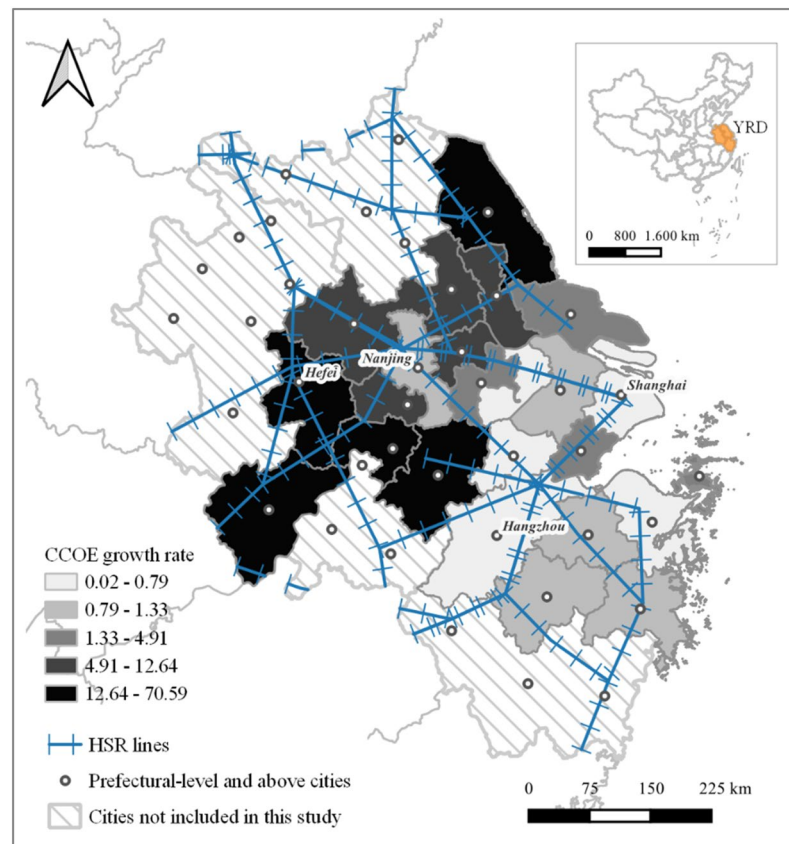 YRD
0 800 1.600 km
Nanjing
Hefei
Shanghai
Hangzhou
CCOE growth rate
0.02 - 0.79
0.79 - 1.33
1.33 - 4.91
4.91 - 12.64
12.64 - 70.59
HSR lines
Prefectural-level and above cities
Cities not included in this study
0 75 150 225 km